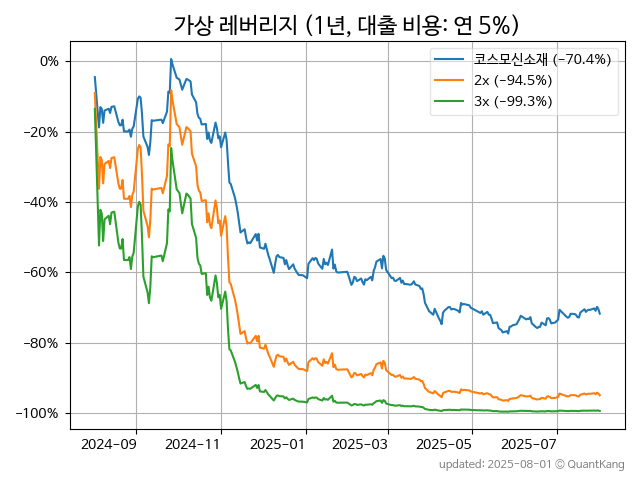 가상 레버리지 (1년, 대출 비용: 연 5%)
코스모신소재 (−70.4%)
2x (−94.5%)
3x (−99.3%)
0%
−20%
−40%
−60%
−80%
−100%
2024-09 2024-11 2025-01 2025-03 2025-05 2025-07
updated: 2025-08-01 © QuantKang